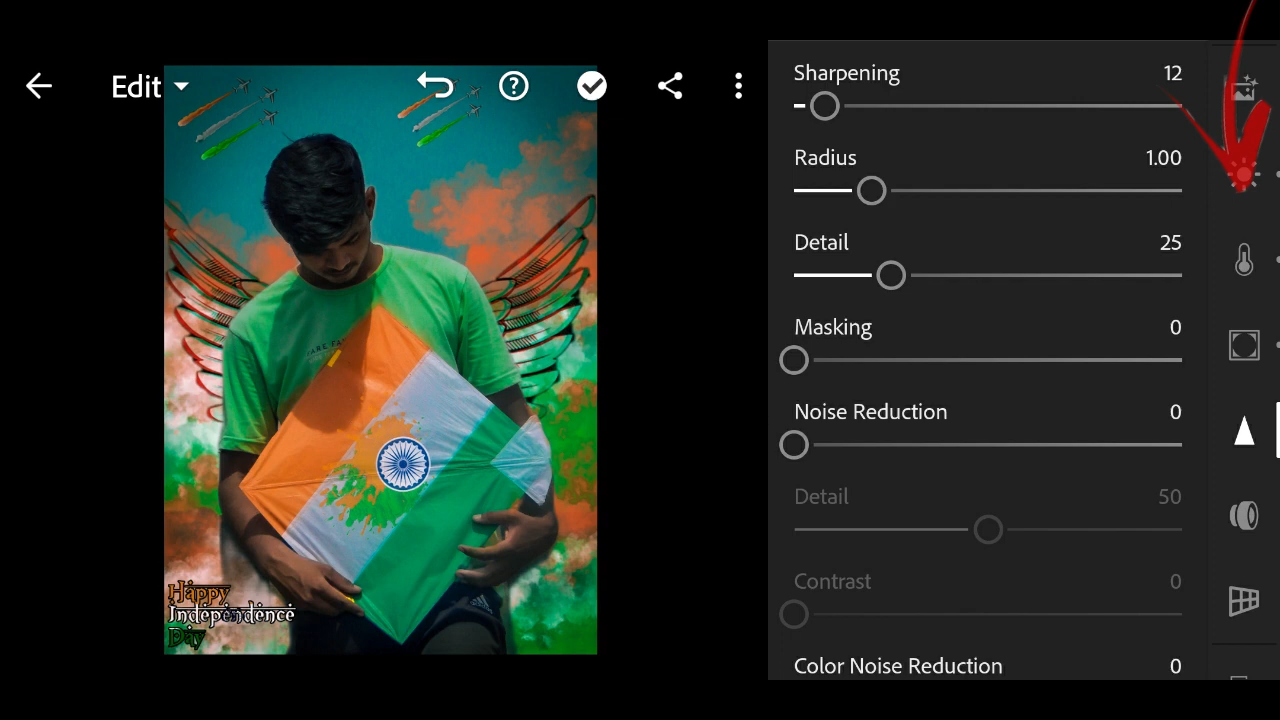 Edit
Happy
Independence
Day
Sharpening 12
Radius 1.00
Detail 25
Masking 0
Noise Reduction 0
Detail 50
Contrast 0
Color Noise Reduction 0